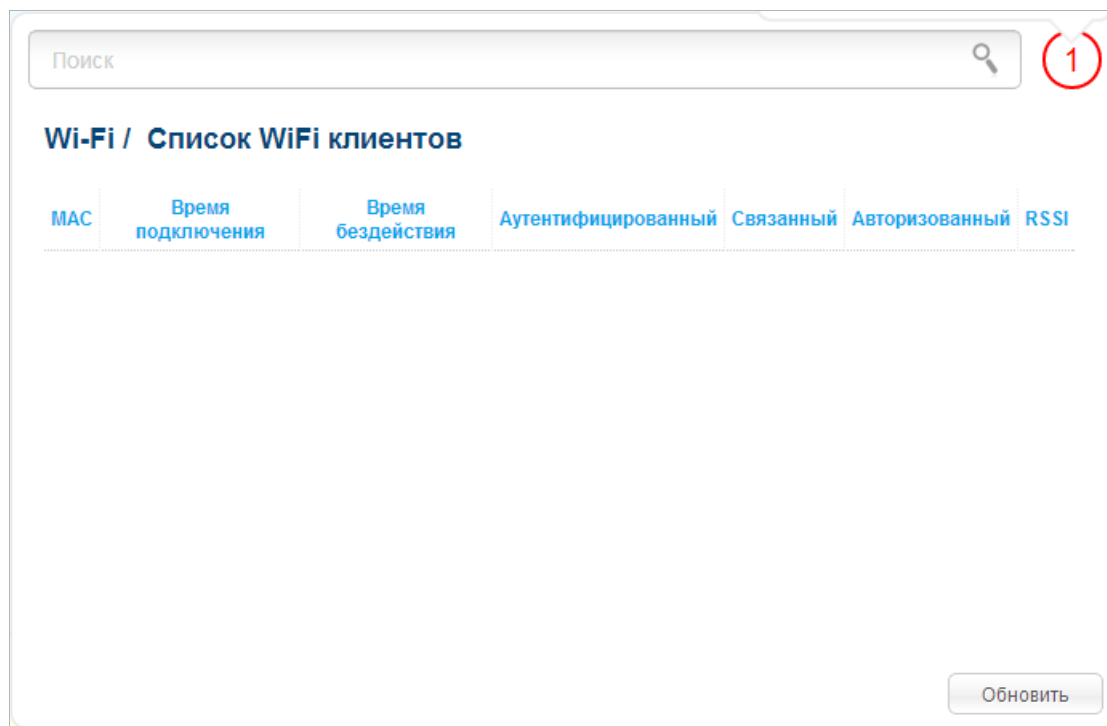 Поиск
1
Wi-Fi / Список WiFi клиентов
MAC
Время
подключения
Время
бездействия
Аутентифицированный
Связанный
Авторизованный
RSSI
Обновить